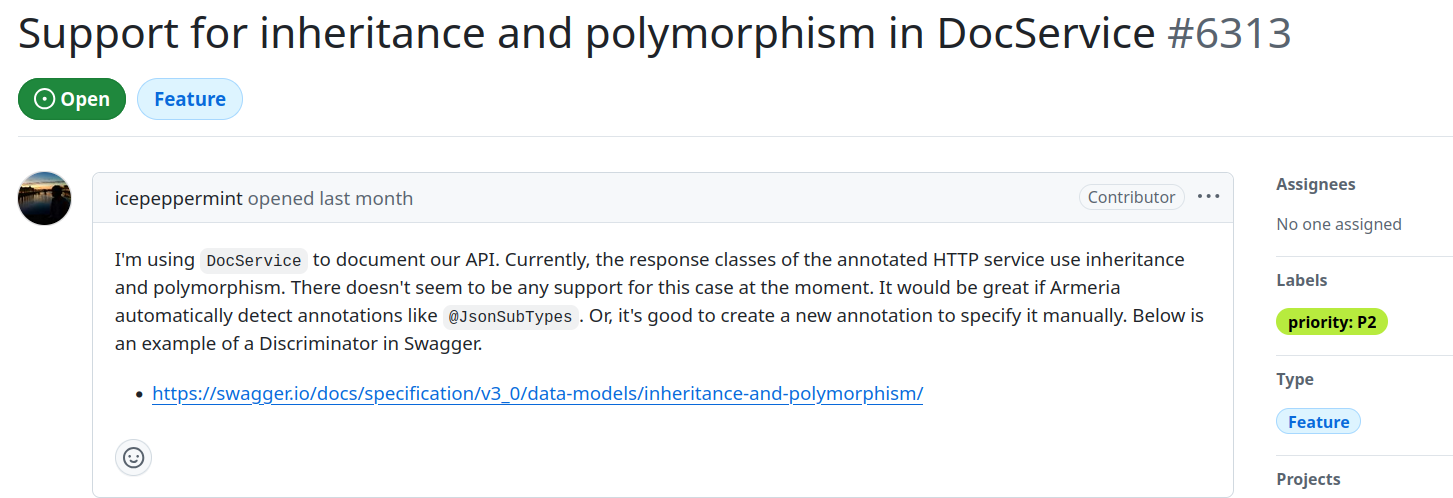 Support for inheritance and polymorphism in DocService #6313
Open
Feature
icepeppermint opened last month
Contributor
Assignees
No one assigned
I'm using DocService to document our API. Currently, the response classes of the annotated HTTP service use inheritance
and polymorphism. There doesn't seem to be any support for this case at the moment. It would be great if Armeria
automatically detect annotations like @JsonSubTypes. Or, it's good to create a new annotation to specify it manually. Below is
an example of a Discriminator in Swagger.
• https://swagger.io/docs/specification/v3_0/data-models/inheritance-and-polymorphism/
Labels
priority: P2
Type
Feature
Projects